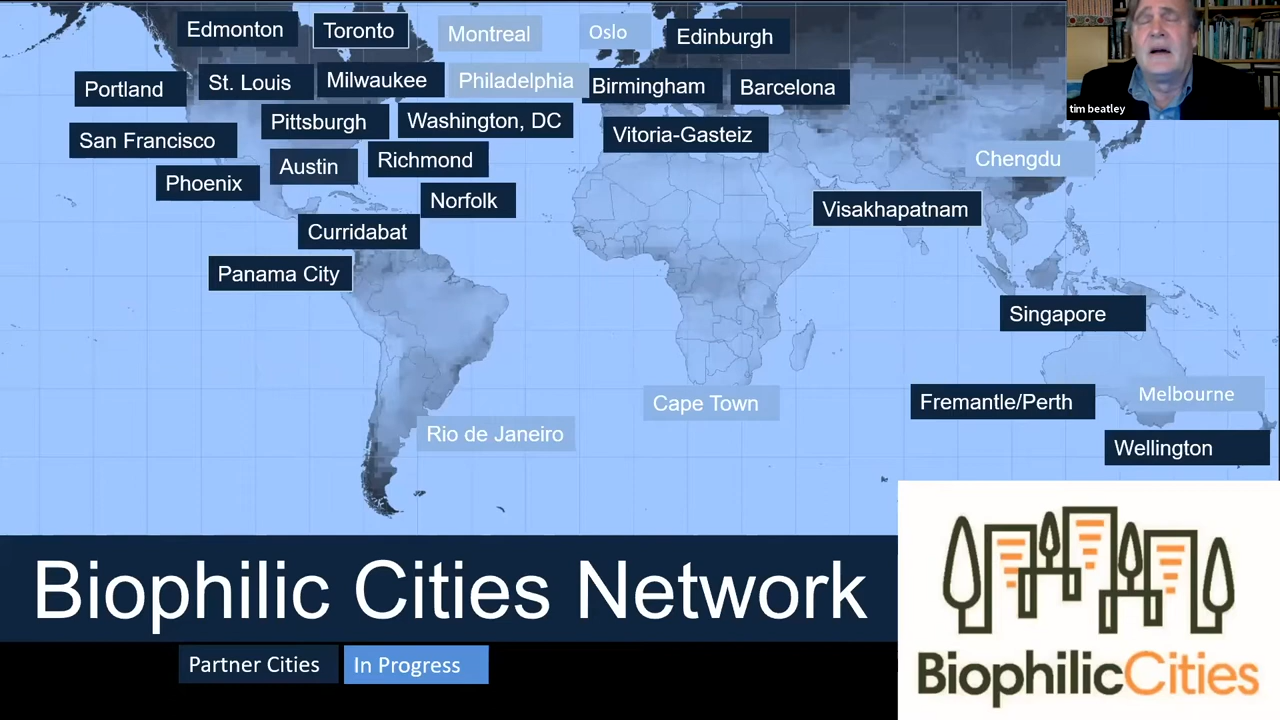 Edmonton
Toronto
Montreal
Oslo
Edinburgh
tim beatley
Portland
St. Louis
Milwaukee
Philadelphia
Birmingham
Barcelona
Pittsburgh
Washington, DC
San Francisco
Vitoria-Gasteiz
Austin
Richmond
Chengdu
Phoenix
Norfolk
Visakhapatnam
Curridabat
Panama City
Singapore
Cape Town
Fremantle/Perth
Melbourne
Rio de Janeiro
Wellington
Biophilic Cities Network
Partner Cities
In Progress
BiophilicCities